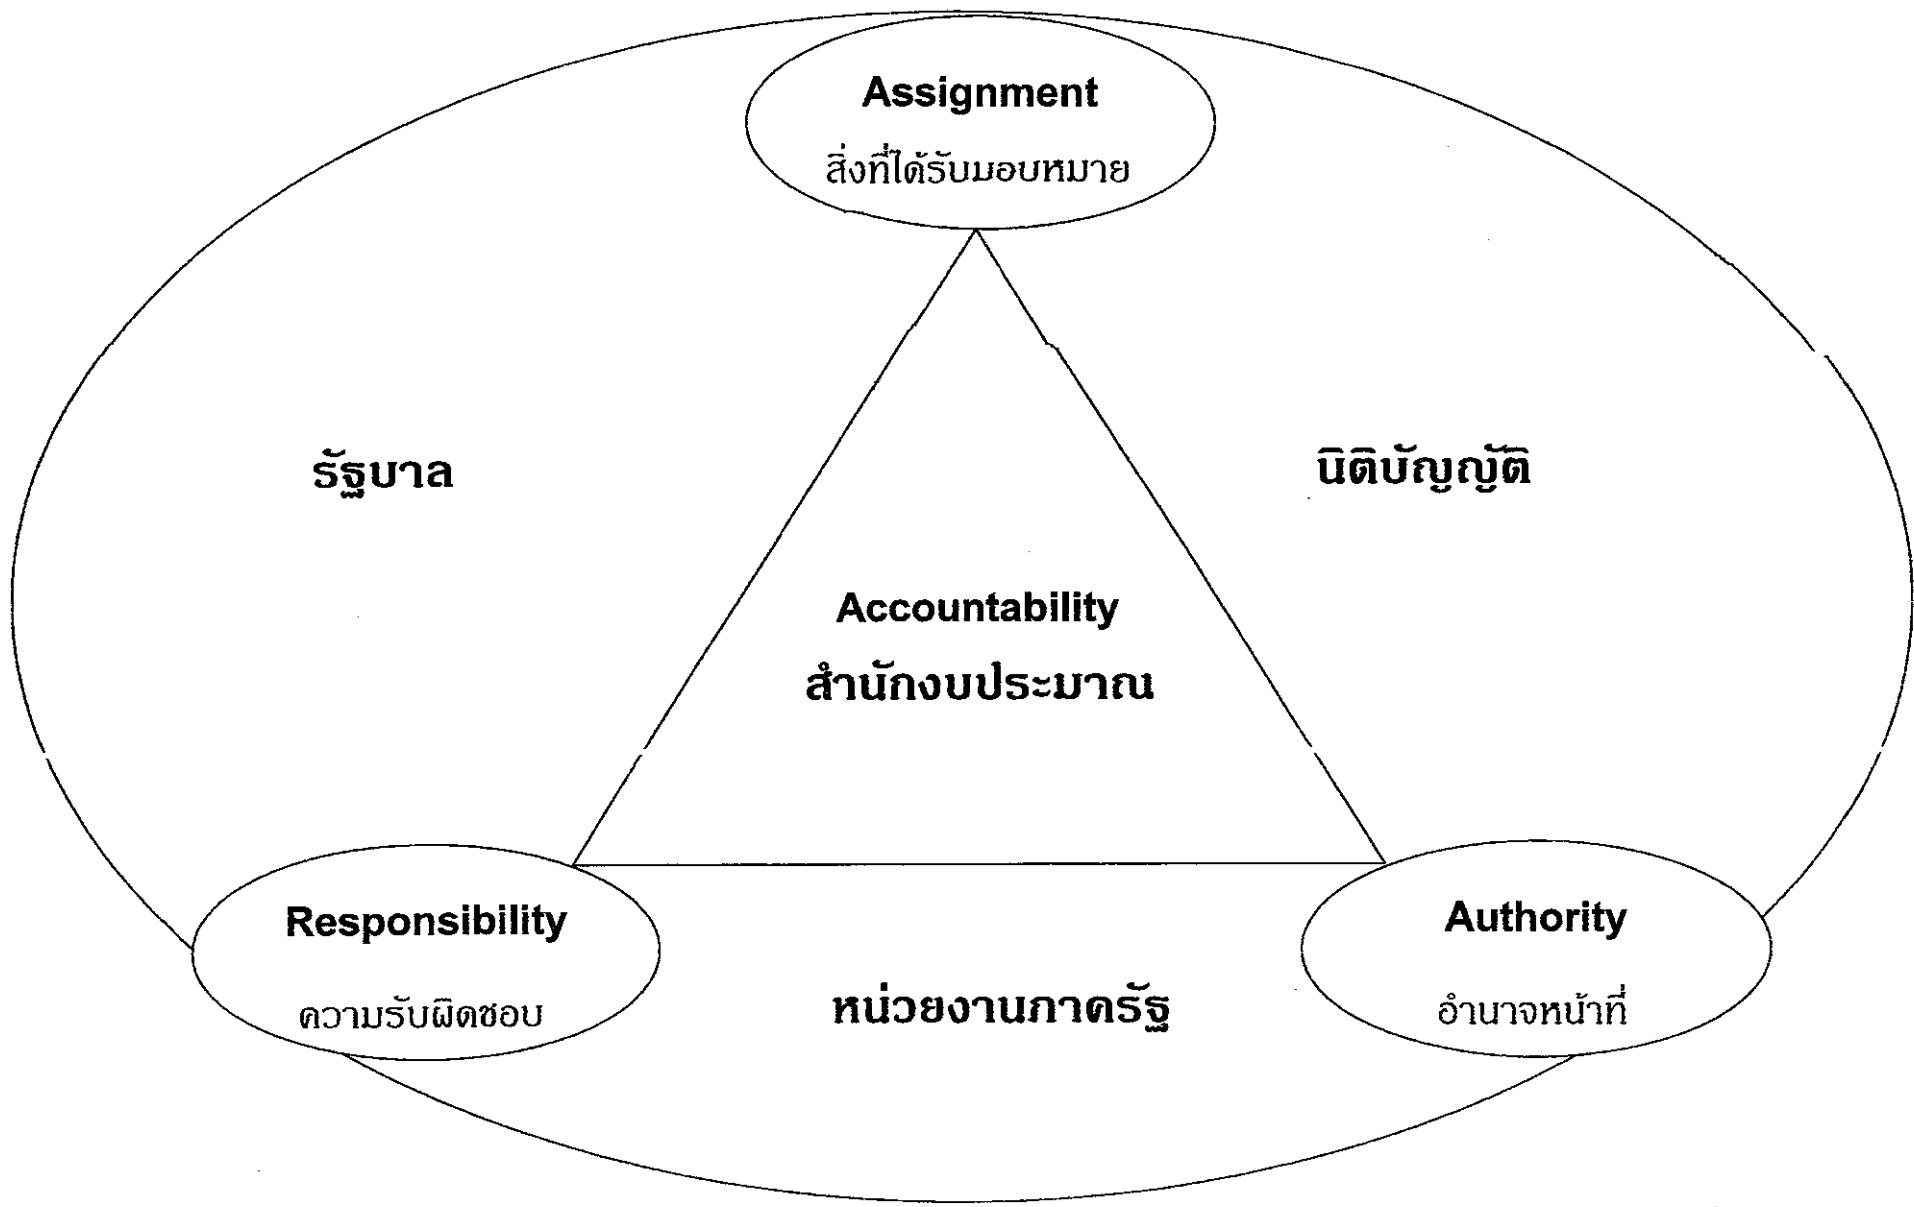 Assignment
สิ่งที่ได้รับมอบหมาย
รัฐบาล
นิติบัญญัติ
Accountability
สำนักงบประมาณ
Responsibility
ความรับผิดชอบ
หน่วยงานภาครัฐ
Authority
อำนาจหน้าที่